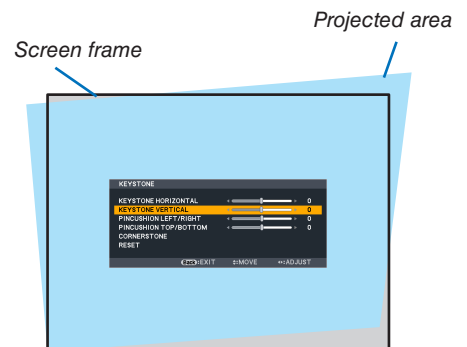 Projected area
Screen frame
KEYSTONE
KEYSTONE HORIZONTAL 0
KEYSTONE VERTICAL 0
PINCUSHION LEFT/RIGHT 0
PINCUSHION TOP/BOTTOM 0
CORNERSTONE
RESET
Back:EXIT ↕:MOVE ↔:ADJUST